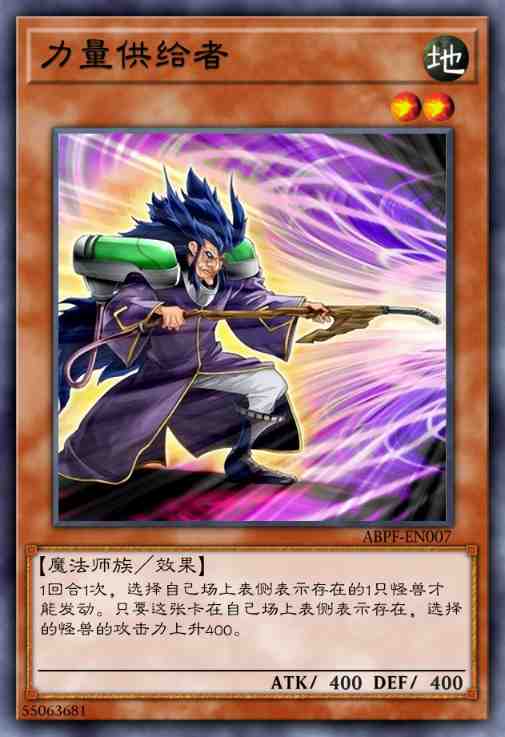 力量供给者
地
ABPF-EN007
【魔法师族／效果】
1回合1次，选择自己场上表侧表示存在的1只怪兽才
能发动。只要这张卡在自己场上表侧表示存在，选择
的怪兽的攻击力上升400。
ATK/ 400 DEF/ 400
55063681